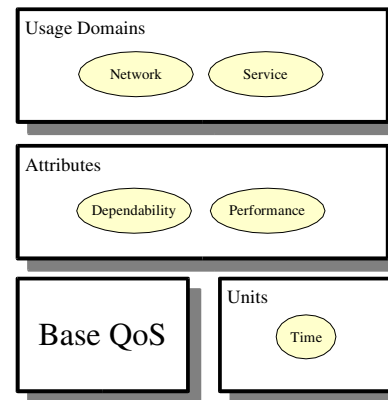 Usage Domains
Network Service
Attributes
Dependability Performance
Base QoS
Units
Time